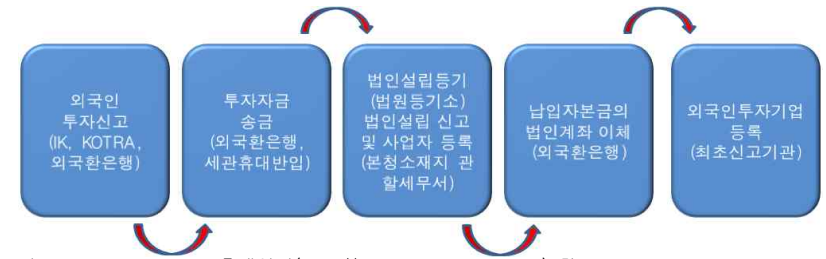 외국인
투자신고
(IK, KOTRA,
외국환은행)
투자자금
송금
(외국환은행,
세관휴대반입)
법인설립등기
(법원등기소)
법인설립 신고
및 사업자 등록
(본청소재지 관
할세무서)
납입자본금의
법인계좌 이체
(외국환은행)
외국인투자기업
등록
(최초신고기관)